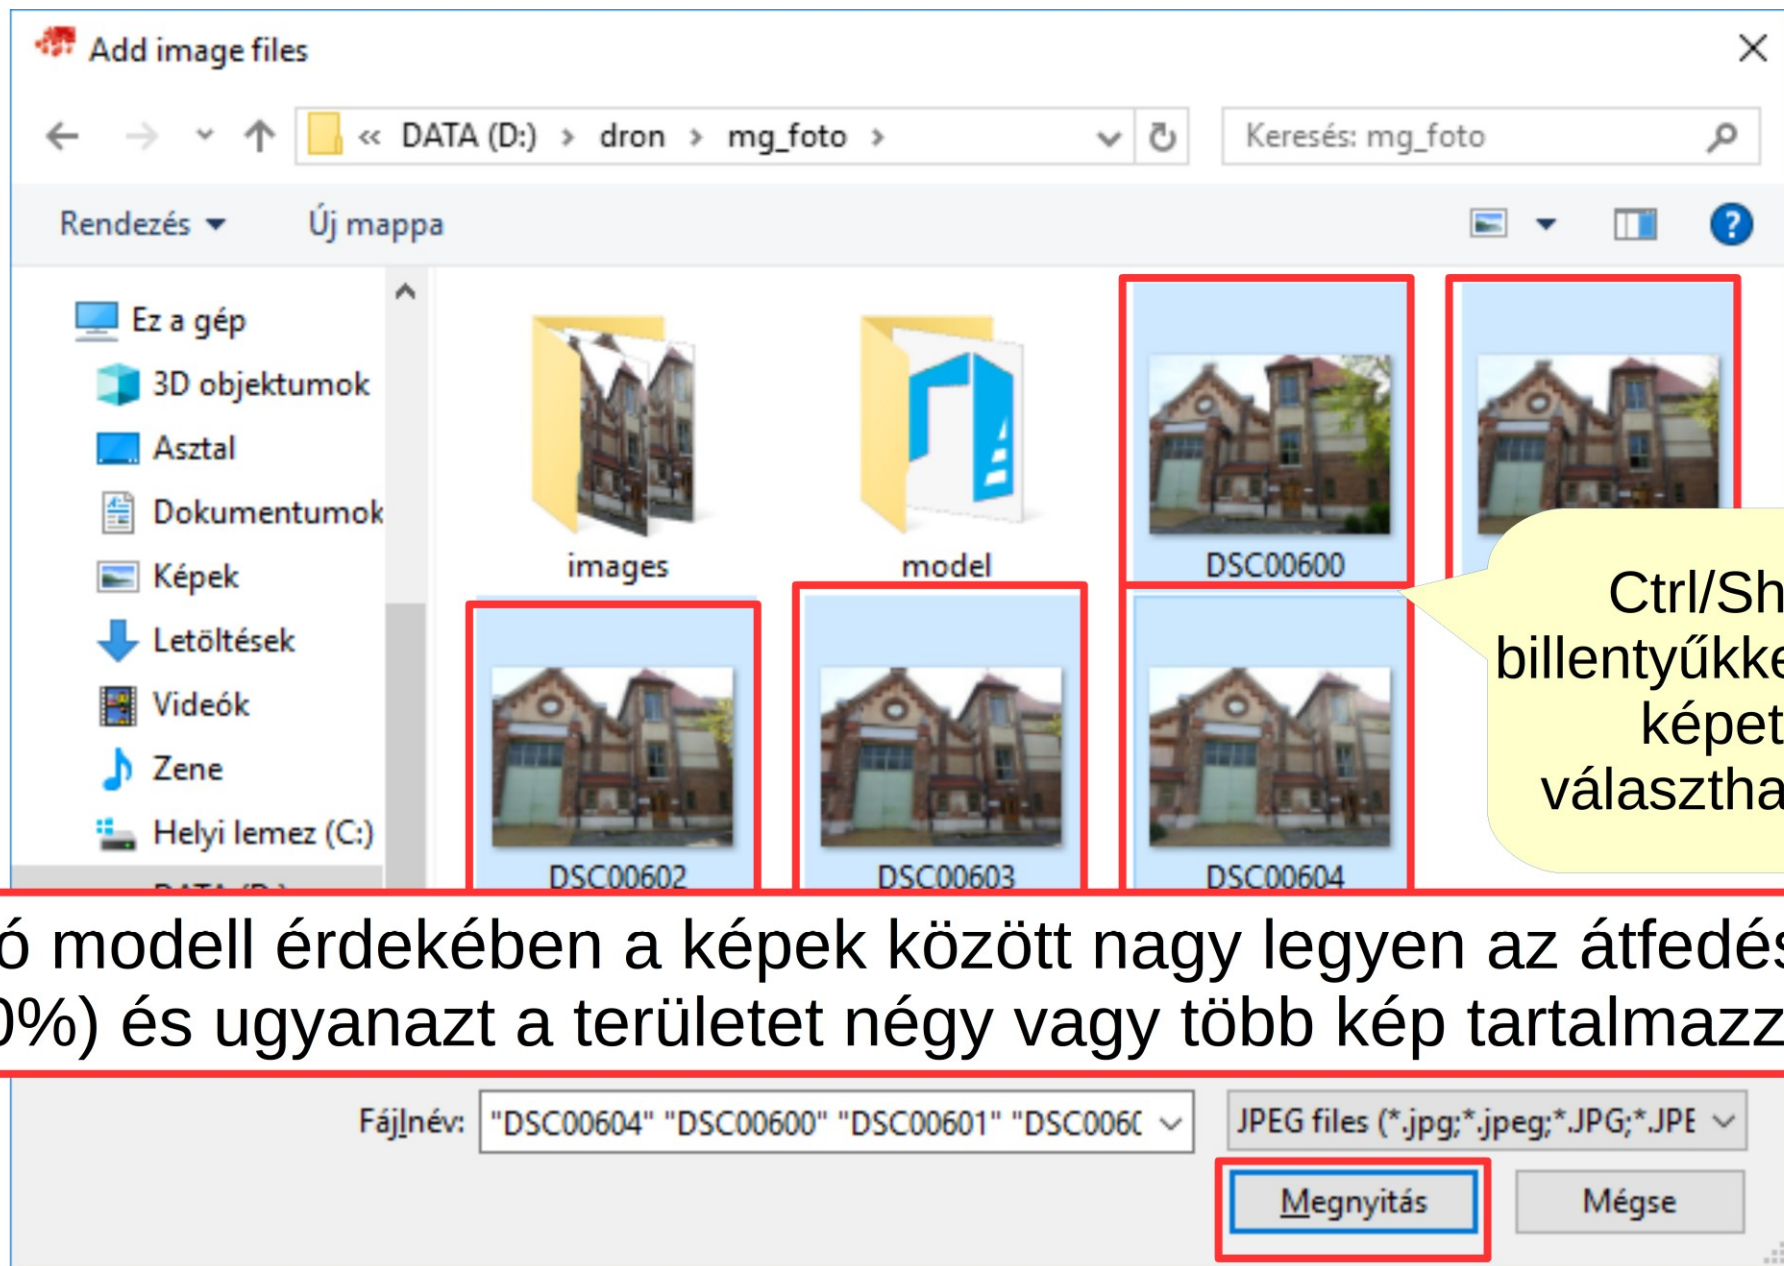 Add image files
« DATA (D:) › dron › mg_foto ›
Keresés: mg_foto
Rendezés
Új mappa
Ez a gép
3D objektumok
Asztal
Dokumentumok
Képek
Letöltések
Videók
Zene
Helyi lemez (C:)
images
model
DSC00600
DSC00602
DSC00603
DSC00604
Ctrl/Sh
billentyűkke
képet
választha
ó modell érdekében a képek között nagy legyen az átfedés
0%) és ugyanazt a területet négy vagy több kép tartalmazz
Fájlnév:
"DSC00604" "DSC00600" "DSC00601" "DSC0060
JPEG files (*.jpg;*.jpeg;*.JPG;*.JPE
Megnyitás
Mégse